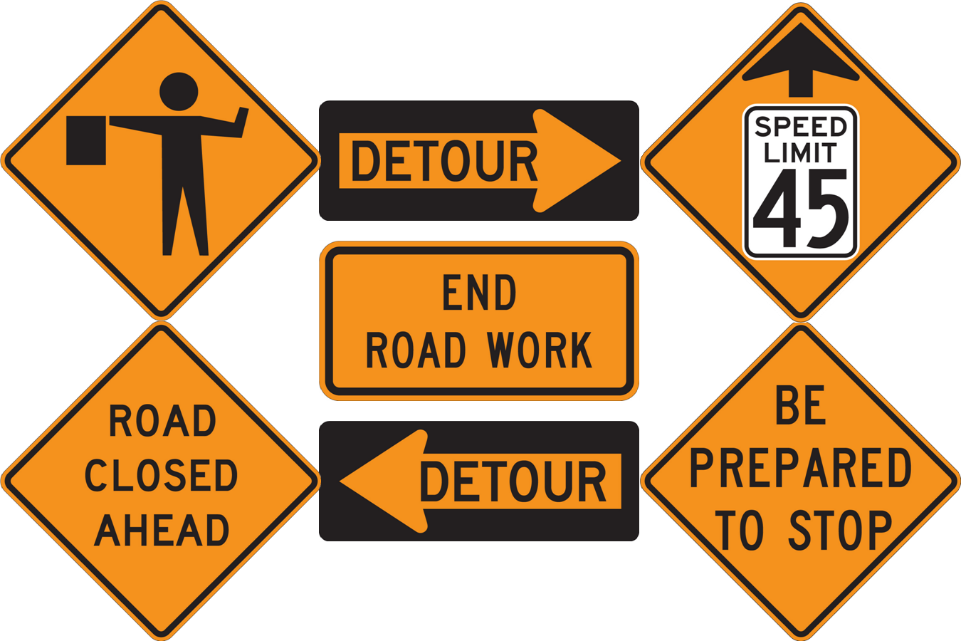 DETOUR
SPEED
LIMIT
45
END
ROAD WORK
ROAD
CLOSED
AHEAD
DETOUR
BE
PREPARED
TO STOP